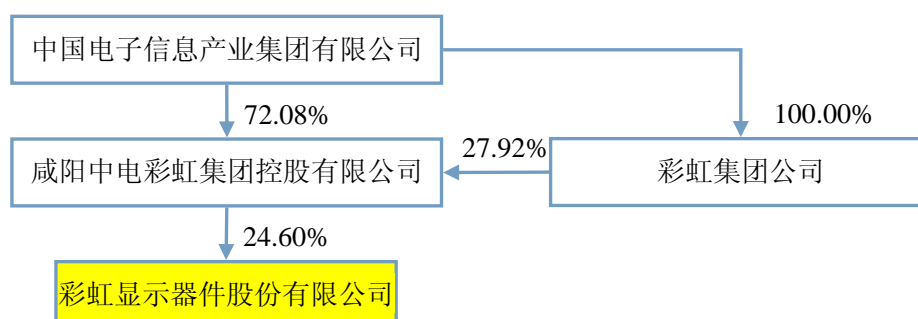 中国电子信息产业集团有限公司
72.08%
100.00%
咸阳中电彩虹集团控股有限公司
27.92%
彩虹集团公司
24.60%
彩虹显示器件股份有限公司